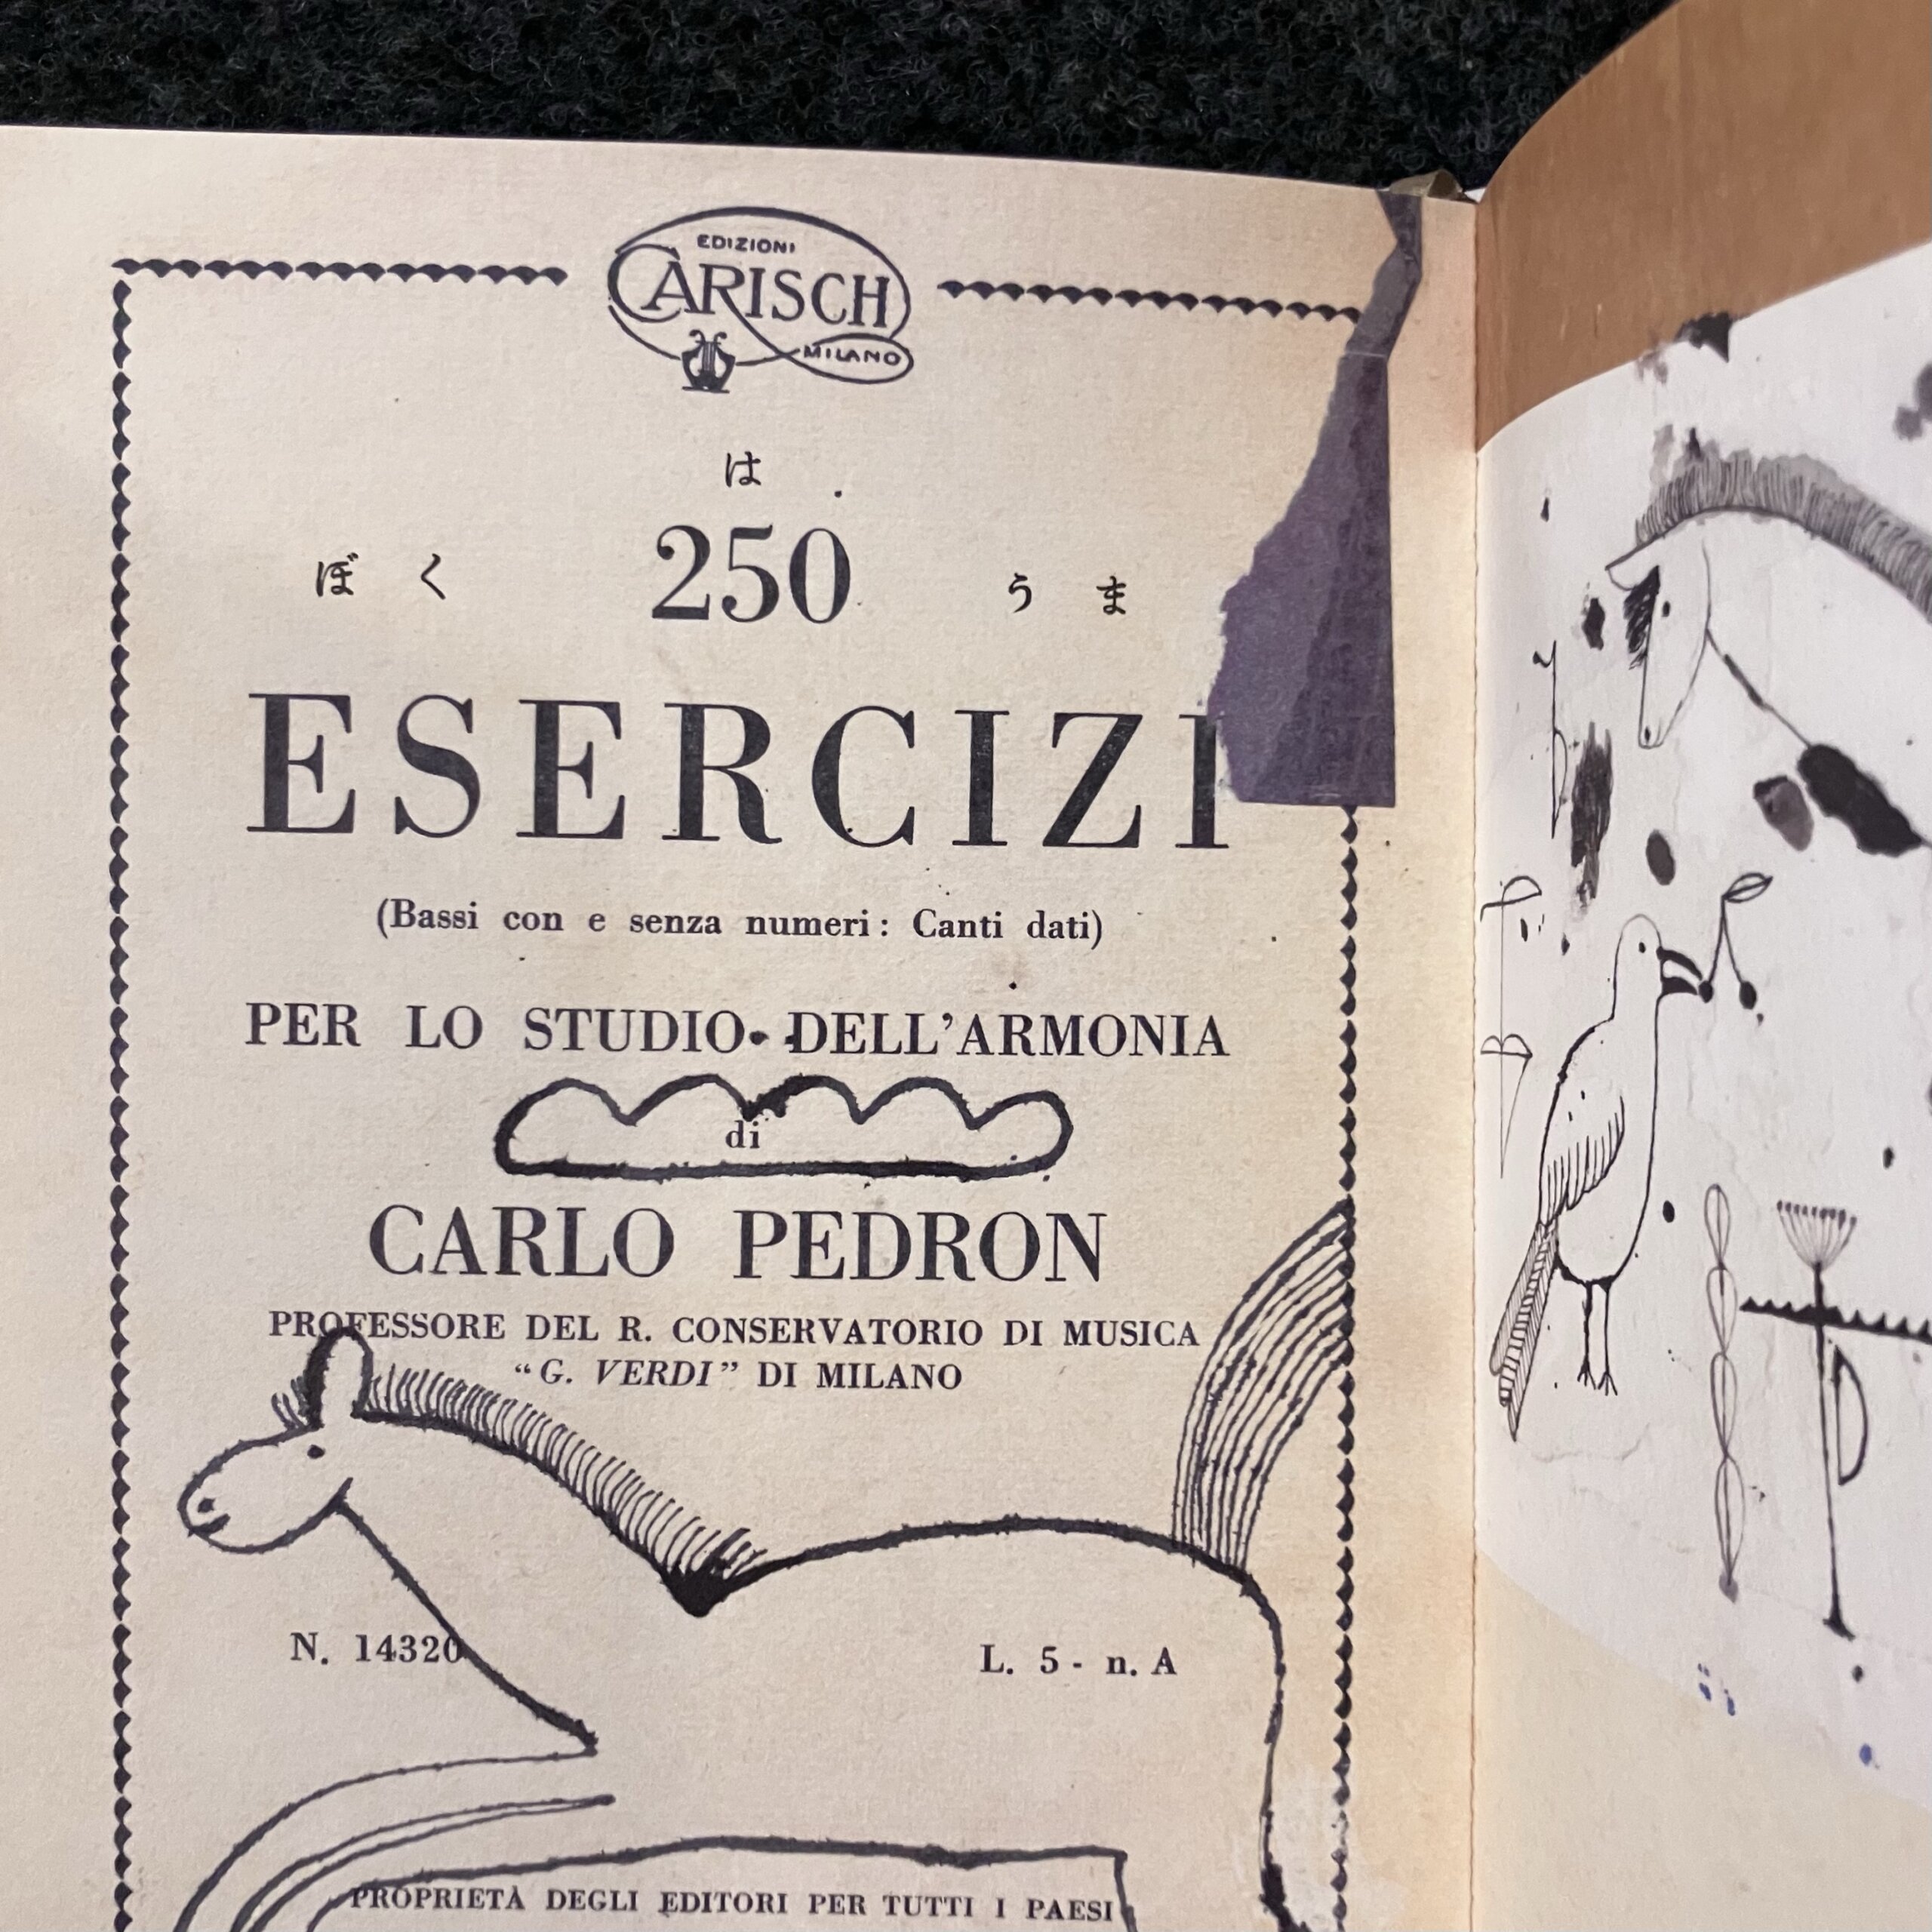 EDIZIONI
CARISCH
MILANO
は
ぼく 250 うま
ESERCIZI
(Bassi con e senza numeri: Canti dati)
PER LO STUDIO DELL'ARMONIA
di
CARLO PEDRON
PROFESSORE DEL R. CONSERVATORIO DI MUSICA
“G. VERDI” DI MILANO
N. 14320 L. 5 - n. A
PROPRIETÀ DEGLI EDITORI PER TUTTI I PAESI